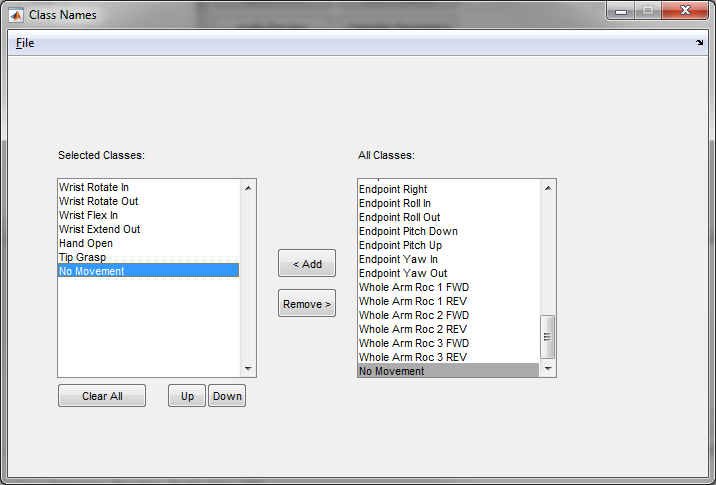 Class Names
File
Selected Classes:
All Classes:
Wrist Rotate In
Wrist Rotate Out
Wrist Flex In
Wrist Extend Out
Hand Open
Tip Grasp
No Movement
< Add
Remove >
Endpoint Right
Endpoint Roll In
Endpoint Roll Out
Endpoint Pitch Down
Endpoint Pitch Up
Endpoint Yaw In
Endpoint Yaw Out
Whole Arm Roc 1 FWD
Whole Arm Roc 1 REV
Whole Arm Roc 2 FWD
Whole Arm Roc 2 REV
Whole Arm Roc 3 FWD
Whole Arm Roc 3 REV
No Movement
Clear All
Up
Down